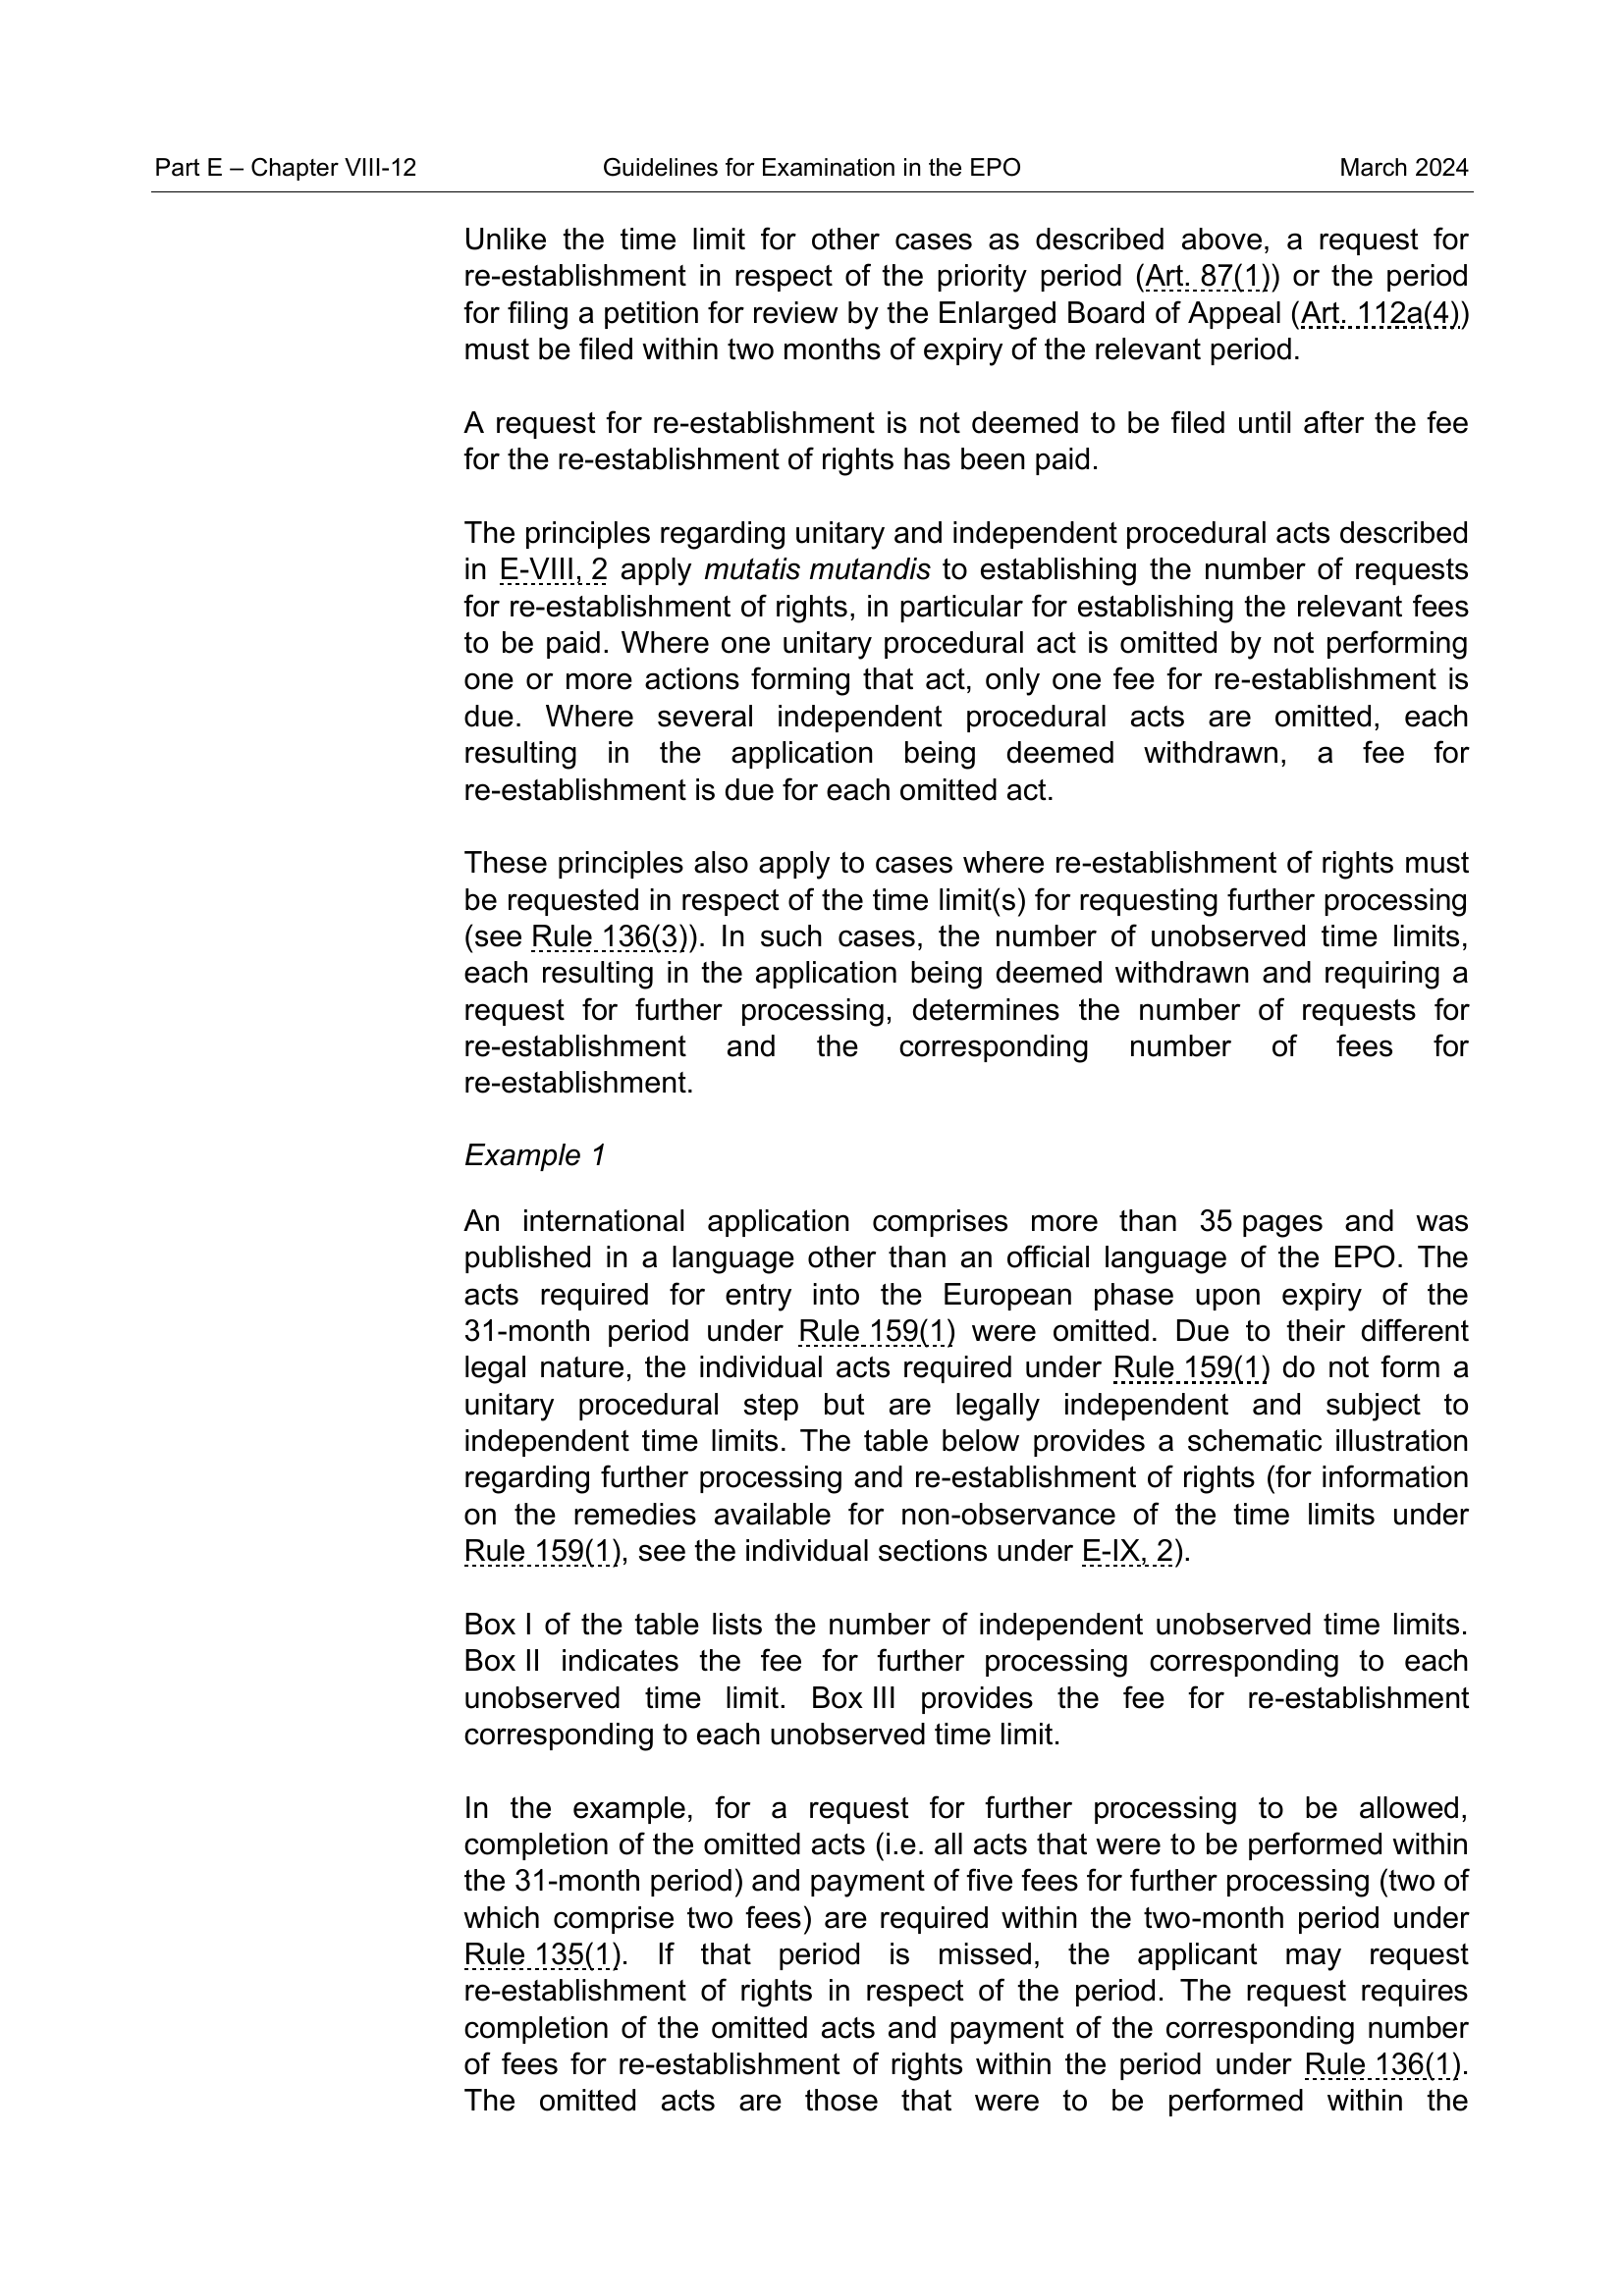 Part E – Chapter VIII-12 Guidelines for Examination in the EPO March 2024
Unlike the time limit for other cases as described above, a request for
re-establishment in respect of the priority period (Art. 87(1)) or the period
for filing a petition for review by the Enlarged Board of Appeal (Art. 112a(4))
must be filed within two months of expiry of the relevant period.
A request for re-establishment is not deemed to be filed until after the fee
for the re-establishment of rights has been paid.
The principles regarding unitary and independent procedural acts described
in E-VIII, 2 apply mutatis mutandis to establishing the number of requests
for re-establishment of rights, in particular for establishing the relevant fees
to be paid. Where one unitary procedural act is omitted by not performing
one or more actions forming that act, only one fee for re-establishment is
due. Where several independent procedural acts are omitted, each
resulting in the application being deemed withdrawn, a fee for
re-establishment is due for each omitted act.
These principles also apply to cases where re-establishment of rights must
be requested in respect of the time limit(s) for requesting further processing
(see Rule 136(3)). In such cases, the number of unobserved time limits,
each resulting in the application being deemed withdrawn and requiring a
request for further processing, determines the number of requests for
re-establishment and the corresponding number of fees for
re-establishment.
Example 1
An international application comprises more than 35 pages and was
published in a language other than an official language of the EPO. The
acts required for entry into the European phase upon expiry of the
31-month period under Rule 159(1) were omitted. Due to their different
legal nature, the individual acts required under Rule 159(1) do not form a
unitary procedural step but are legally independent and subject to
independent time limits. The table below provides a schematic illustration
regarding further processing and re-establishment of rights (for information
on the remedies available for non-observance of the time limits under
Rule 159(1), see the individual sections under E-IX, 2).
Box I of the table lists the number of independent unobserved time limits.
Box II indicates the fee for further processing corresponding to each
unobserved time limit. Box III provides the fee for re-establishment
corresponding to each unobserved time limit.
In the example, for a request for further processing to be allowed,
completion of the omitted acts (i.e. all acts that were to be performed within
the 31-month period) and payment of five fees for further processing (two of
which comprise two fees) are required within the two-month period under
Rule 135(1). If that period is missed, the applicant may request
re-establishment of rights in respect of the period. The request requires
completion of the omitted acts and payment of the corresponding number
of fees for re-establishment of rights within the period under Rule 136(1).
The omitted acts are those that were to be performed within the